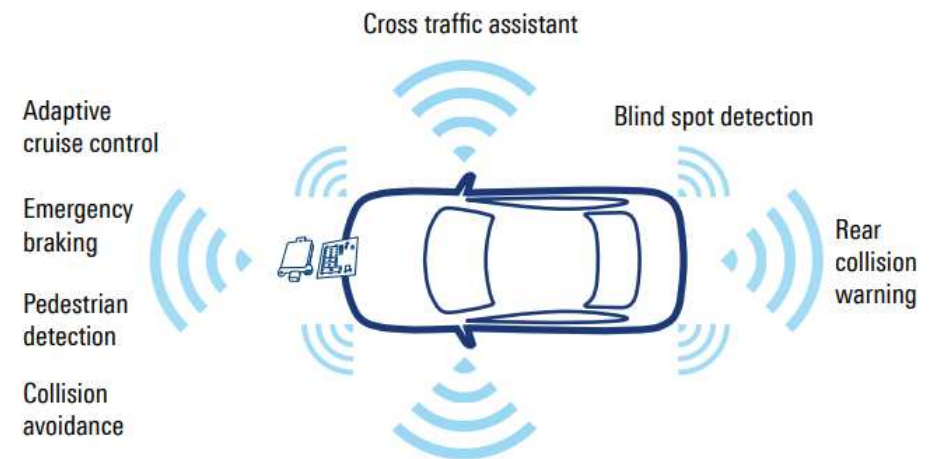 Cross traffic assistant
Adaptive
cruise control
Blind spot detection
Emergency
braking
Rear
collision
warning
Pedestrian
detection
Collision
avoidance